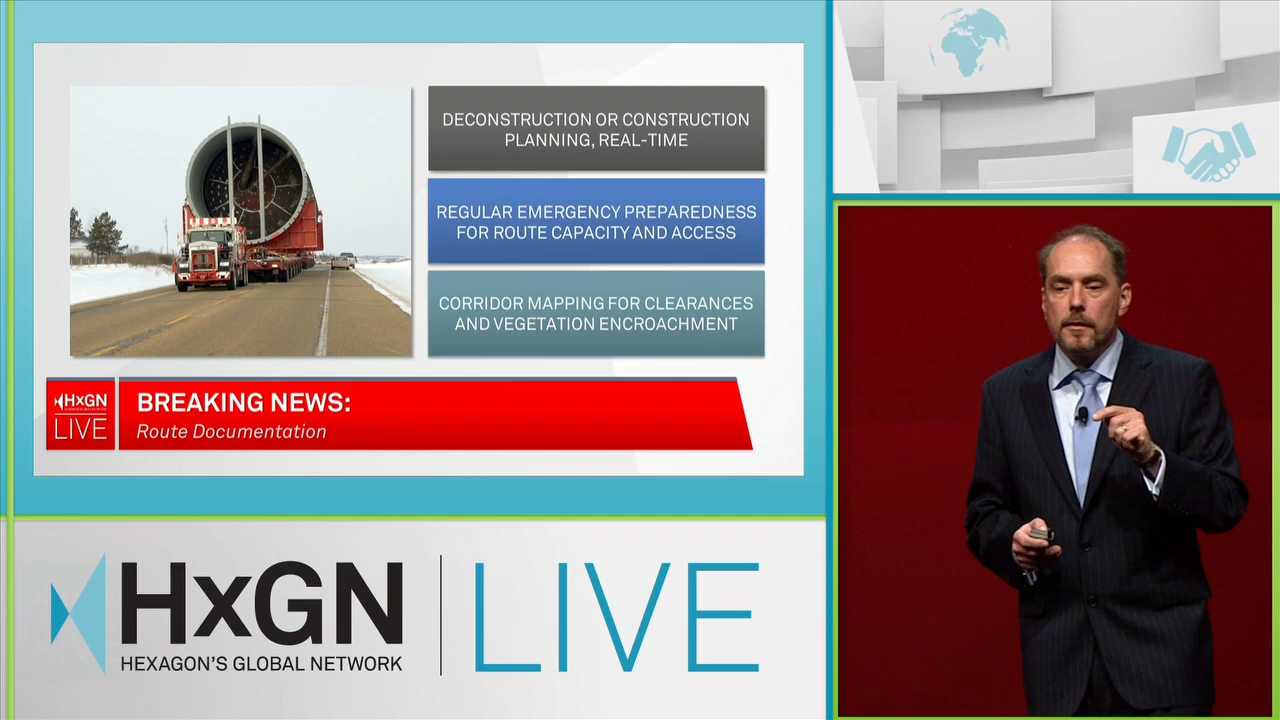 DECONSTRUCTION OR CONSTRUCTION
PLANNING, REAL-TIME
REGULAR EMERGENCY PREPAREDNESS
FOR ROUTE CAPACITY AND ACCESS
CORRIDOR MAPPING FOR CLEARANCES
AND VEGETATION ENCROACHMENT
HxGN
LIVE
BREAKING NEWS:
Route Documentation
HxGN
HEXAGON'S GLOBAL NETWORK
LIVE